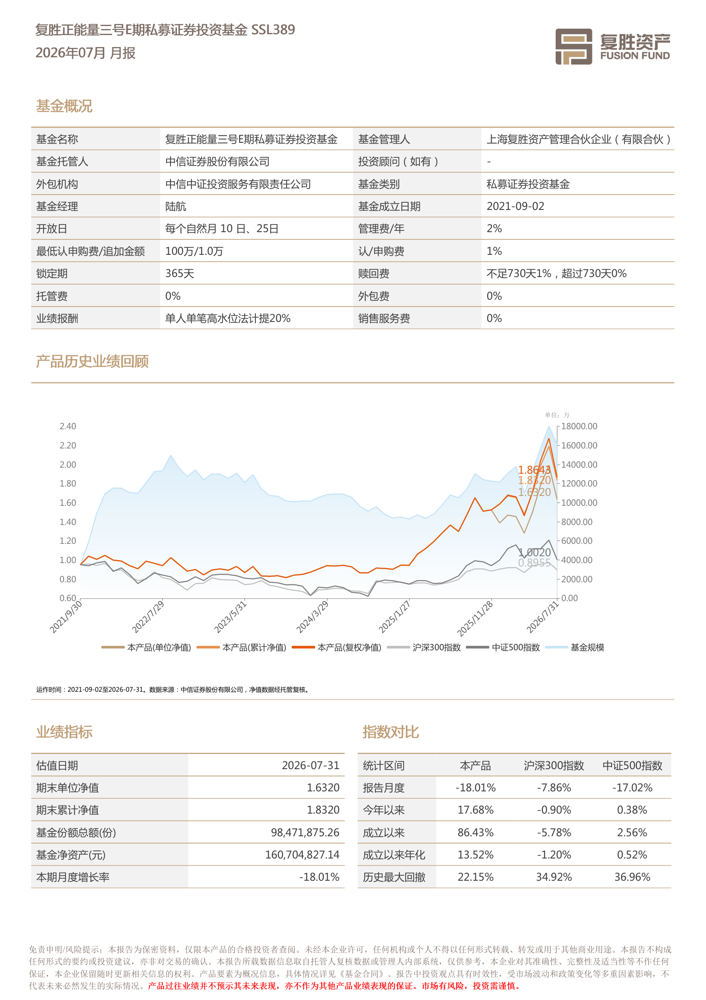 复胜正能量三号E期私募证券投资基金 SSL389
2026年07月 月报
复胜资产
FUSION FUND
基金概况
基金名称 复胜正能量三号E期私募证券投资基金 基金管理人 上海复胜资产管理合伙企业（有限合伙）
基金托管人 中信证券股份有限公司 投资顾问（如有） -
外包机构 中信中证投资服务有限责任公司 基金类别 私募证券投资基金
基金经理 陆航 基金成立日期 2021-09-02
开放日 每个自然月 10 日、25日 管理费/年 2%
最低认申购费/追加金额 100万/1.0万 认/申购费 1%
锁定期 365天 赎回费 不足730天1%，超过730天0%
托管费 0% 外包费 0%
业绩报酬 单人单笔高水位法计提20% 销售服务费 0%
产品历史业绩回顾
单位：万
2.40 18000.00
2.20 16000.00
2.00 14000.00
1.8643
1.8320
1.80 12000.00
1.6320
1.60 10000.00
1.40 8000.00
1.20 6000.00
1.0020
1.00 4000.00
0.8955
0.80 2000.00
0.60 0.00
2021/9/30 2022/7/29 2023/5/31 2024/3/29 2025/1/27 2025/11/28 2026/7/31
本产品(单位净值) 本产品(累计净值) 本产品(复权净值) 沪深300指数 中证500指数 基金规模
运作时间：2021-09-02至2026-07-31。数据来源：中信证券股份有限公司，净值数据经托管复核。
业绩指标
估值日期 2026-07-31
期末单位净值 1.6320
期末累计净值 1.8320
基金份额总额(份) 98,471,875.26
基金净资产(元) 160,704,827.14
本期月度增长率 -18.01%
指数对比
统计区间 本产品 沪深300指数 中证500指数
报告月度 -18.01% -7.86% -17.02%
今年以来 17.68% -0.90% 0.38%
成立以来 86.43% -5.78% 2.56%
成立以来年化 13.52% -1.20% 0.52%
历史最大回撤 22.15% 34.92% 36.96%
免责申明/风险提示：本报告为保密资料，仅限本产品的合格投资者查阅。未经本企业许可，任何机构或个人不得以任何形式转载、转发或用于其他商业用途。本报告不构成
任何形式的要约或投资建议，亦非对交易的确认。本报告所载数据信息取自托管人复核数据或管理人内部系统，仅供参考，本企业对其准确性、完整性及适当性等不作任何
保证，本企业保留随时更新相关信息的权利。产品要素为概况信息，具体情况详见《基金合同》。报告中投资观点具有时效性，受市场波动和政策变化等多重因素影响，不
代表未来必然发生的实际情况。产品过往业绩并不预示其未来表现，亦不作为其他产品业绩表现的保证。市场有风险，投资需谨慎。